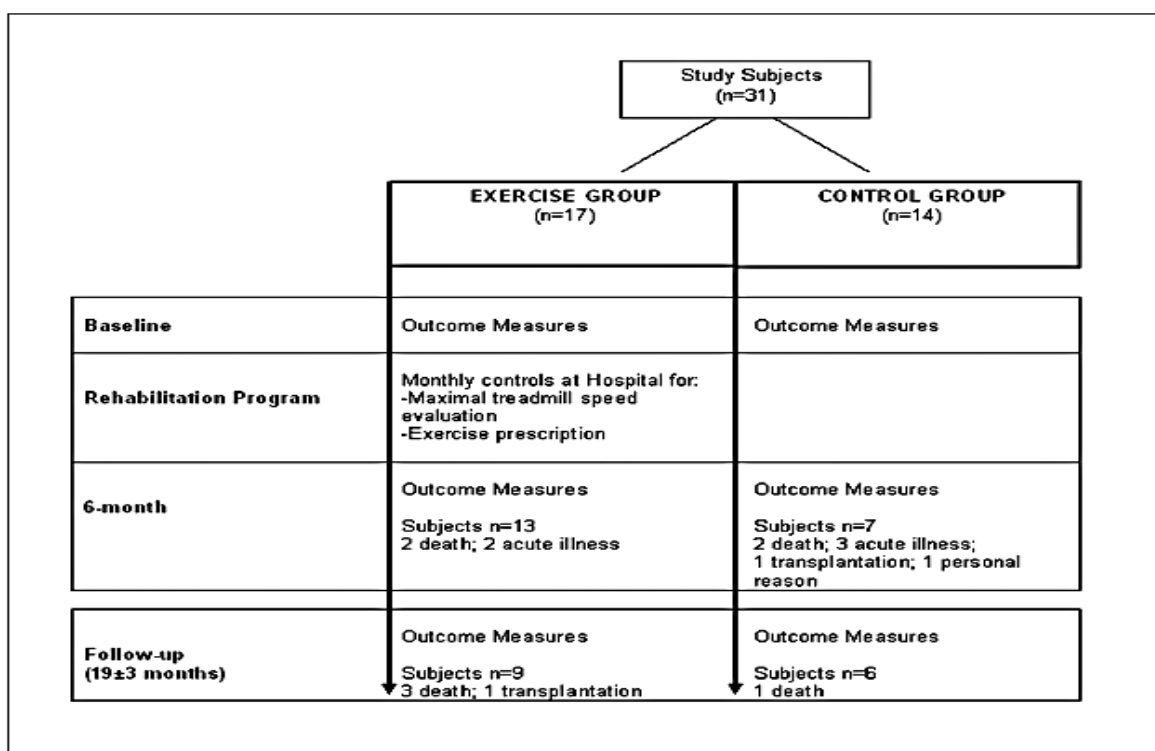 Study Subjects
(n=31)
EXERCISE GROUP
(n=17)
CONTROL GROUP
(n=14)
Baseline
Outcome Measures
Outcome Measures
Rehabilitation Program
Monthly controls at Hospital for:
-Maximal treadmill speed
evaluation
-Exercise prescription
6-month
Outcome Measures
Subjects n=13
2 death; 2 acute illness
Outcome Measures
Subjects n=7
2 death; 3 acute illness;
1 transplantation; 1 personal
reason
Follow-up
(19±3 months)
Outcome Measures
Subjects n=9
3 death; 1 transplantation
Outcome Measures
Subjects n=6
1 death